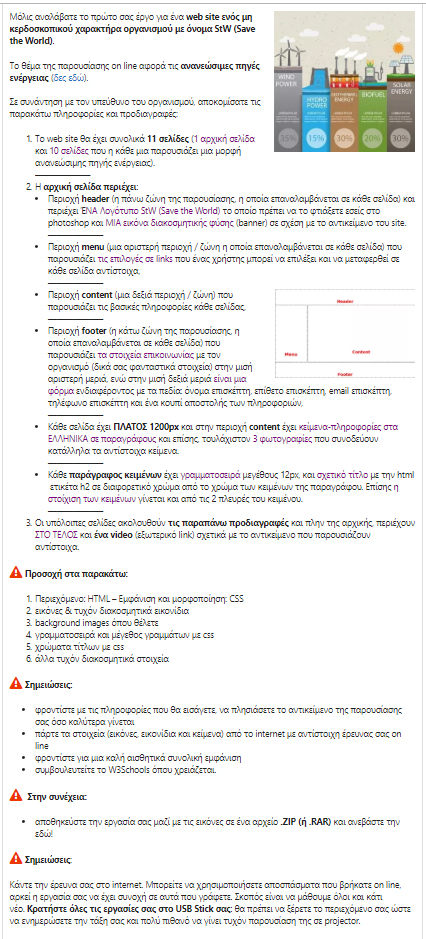 Μόλις αναλάβατε το πρώτο σας έργο για ένα web site ενός μη
κερδοσκοπικού χαρακτήρα οργανισμού με όνομα StW (Save
the World).
Το θέμα της παρουσίασης on line αφορά τις ανανεώσιμες πηγές
ενέργειας (δες εδώ).
Σε συνάντηση με τον υπεύθυνο του οργανισμού, αποκομίσατε τις
παρακάτω πληροφορίες και προδιαγραφές:
WIND
POWER
HYDRO
POWER
ENERGY
BIOFUEL
SOLAR
ENERGY
35%
15%
30%
20%
30%
1. Το web site θα έχει συνολικά 11 σελίδες (1 αρχική σελίδα
και 10 σελίδες που η κάθε μια παρουσιάζει μια μορφή
ανανεώσιμης πηγής ενέργειας).
2. Η αρχική σελίδα περιέχει:
• Περιοχή header (η πάνω ζώνη της παρουσίασης, η οποία επαναλαμβάνεται σε κάθε σελίδα) και
περιέχει ΈΝΑ Λογότυπο StW (Save the World) το οποίο πρέπει να το φτιάξετε εσείς στο
photoshop και ΜΙΑ εικόνα διακοσμητικής φύσης (banner) σε σχέση με το αντικείμενο του site.
• Περιοχή menu (μια αριστερή περιοχή / ζώνη η οποία επαναλαμβάνεται σε κάθε σελίδα) που
παρουσιάζει τις επιλογές σε links που ένας χρήστης μπορεί να επιλέξει και να μεταφερθεί σε
κάθε σελίδα αντίστοιχα,
• Περιοχή content (μια δεξιά περιοχή / ζώνη) που
παρουσιάζει τις βασικές πληροφορίες κάθε σελίδας,
• Περιοχή footer (η κάτω ζώνη της παρουσίασης, η
οποία επαναλαμβάνεται σε κάθε σελίδα) που
παρουσιάζει τα στοιχεία επικοινωνίας με τον
οργανισμό (δικά σας φανταστικά στοιχεία) στην μισή
αριστερή μεριά, ενώ στην μισή δεξιά μεριά είναι μια
φόρμα ενδιαφέροντος με τα πεδία: όνομα επισκέπτη, επίθετο επισκέπτη, email επισκέπτη,
τηλέφωνο επισκέπτη και ένα κουπί αποστολής των πληροφοριών,
Header
Menu
Content
Footer
• Κάθε σελίδα έχει ΠΛΑΤΟΣ 1200px και στην περιοχή content έχει κείμενα-πληροφορίες στα
ΕΛΛΗΝΙΚΑ σε παραγράφους και επίσης, τουλάχιστον 3 φωτογραφίες που συνοδεύουν
κατάλληλα τα αντίστοιχα κείμενα.
• Κάθε παράγραφος κειμένων έχει γραμματοσειρά μεγέθους 12px, και σχετικό τίτλο με την html
ετικέτα h2 σε διαφορετικό χρώμα από το χρώμα των κειμένων της παραγράφου. Επίσης η
στοίχιση των κειμένων γίνεται και από τις 2 πλευρές του κειμένου.
3. Οι υπόλοιπες σελίδες ακολουθούν τις παραπάνω προδιαγραφές και πλην της αρχικής, περιέχουν
ΣΤΟ ΤΕΛΟΣ και ένα video (εξωτερικό link) σχετικά με το αντικείμενο που παρουσιάζουν
αντίστοιχα.
Προσοχή στα παρακάτω:
1. Περιεχόμενο: HTML – Εμφάνιση και μορφοποίηση: CSS
2. εικόνες & τυχόν διακοσμητικά εικονίδια
3. background images όπου θέλετε
4. γραμματοσειρά και μέγεθος γραμμάτων με css
5. χρώματα τίτλων με css
6. άλλα τυχόν διακοσμητικά στοιχεία
Σημειώσεις:
• φροντίστε με τις πληροφορίες που θα εισάγετε, να πλησιάσετε το αντικείμενο της παρουσίασης
σας όσο καλύτερα γίνεται
• πάρτε τα στοιχεία (εικόνες, εικονίδια και κείμενα) από το internet με αντίστοιχη έρευνας σας on
line
• φροντίστε για μια καλή αισθητικά συνολική εμφάνιση
• συμβουλευτείτε το W3Schools όπου χρειάζεται.
Στην συνέχεια:
• αποθηκεύστε την εργασία σας μαζί με τις εικόνες σε ένα αρχείο .ZIP (ή .RAR) και ανεβάστε την
εδώ!
Σημειώσεις:
Κάντε την έρευνα σας στο internet. Μπορείτε να χρησιμοποιήσετε αποσπάσματα που βρήκατε on line,
αρκεί η εργασία σας να έχει συνοχή σε αυτά που γράφετε. Σκοπός είναι να μάθουμε όλοι και κάτι
νέο. Κρατήστε όλες τις εργασίες σας στο USB Stick σας: θα πρέπει να ξέρετε το περιεχόμενο σας ώστε
να ενημερώσετε την τάξη σας και πολύ πιθανό να γίνει τυχόν παρουσίαση της σε projector.